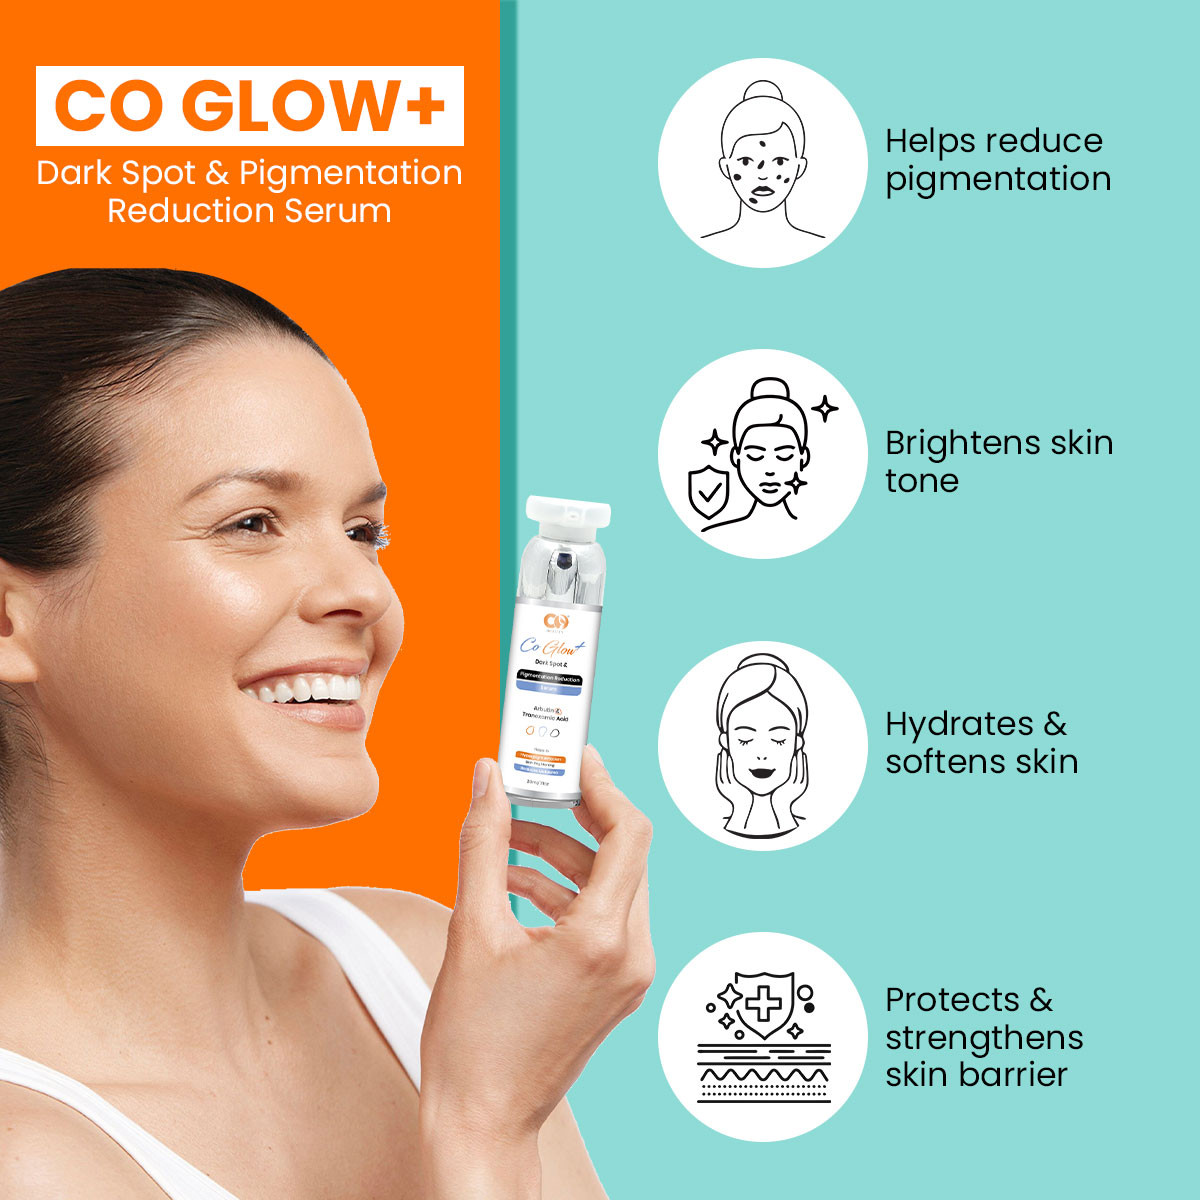 CO GLOW+
Dark Spot & Pigmentation
Reduction Serum
Helps reduce
pigmentation
Brightens skin
tone
Hydrates &
softens skin
Protects &
strengthens
skin barrier
Co Glow+
Dark Spot &
Pigmentation Reduction
Serum
Arbutin &
Tranexamic Acid